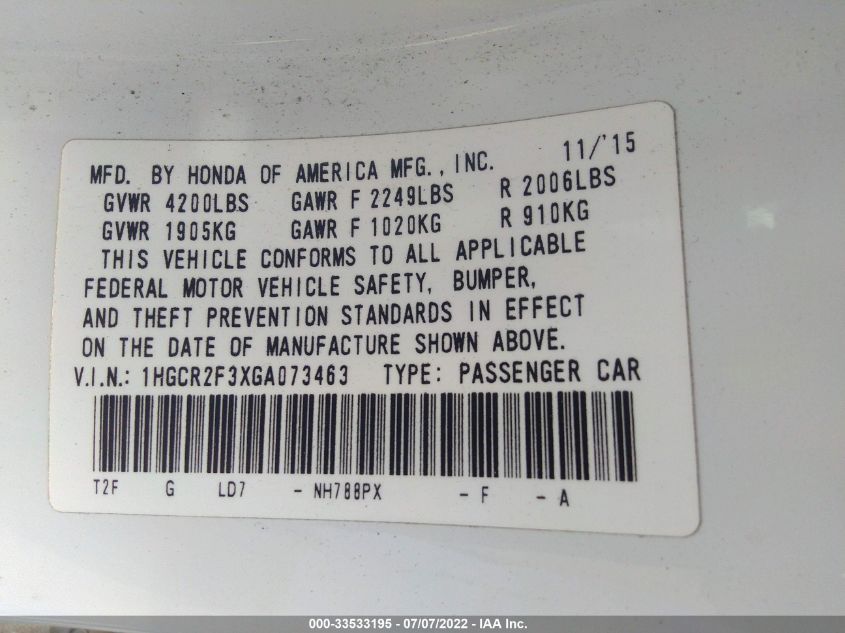 MFD. BY HONDA OF AMERICA MFG., INC. 11/'15
GVWR 4200LBS GAWR F 2249LBS R 2006LBS
GVWR 1905KG GAWR F 1020KG R 910KG
THIS VEHICLE CONFORMS TO ALL APPLICABLE
FEDERAL MOTOR VEHICLE SAFETY, BUMPER,
AND THEFT PREVENTION STANDARDS IN EFFECT
ON THE DATE OF MANUFACTURE SHOWN ABOVE.
V.I.N.: 1HGCR2F3XGA073463 TYPE: PASSENGER CAR
T2F G LD7 - NH788PX - F - A
000-33533195 - 07/07/2022 - IAA Inc.